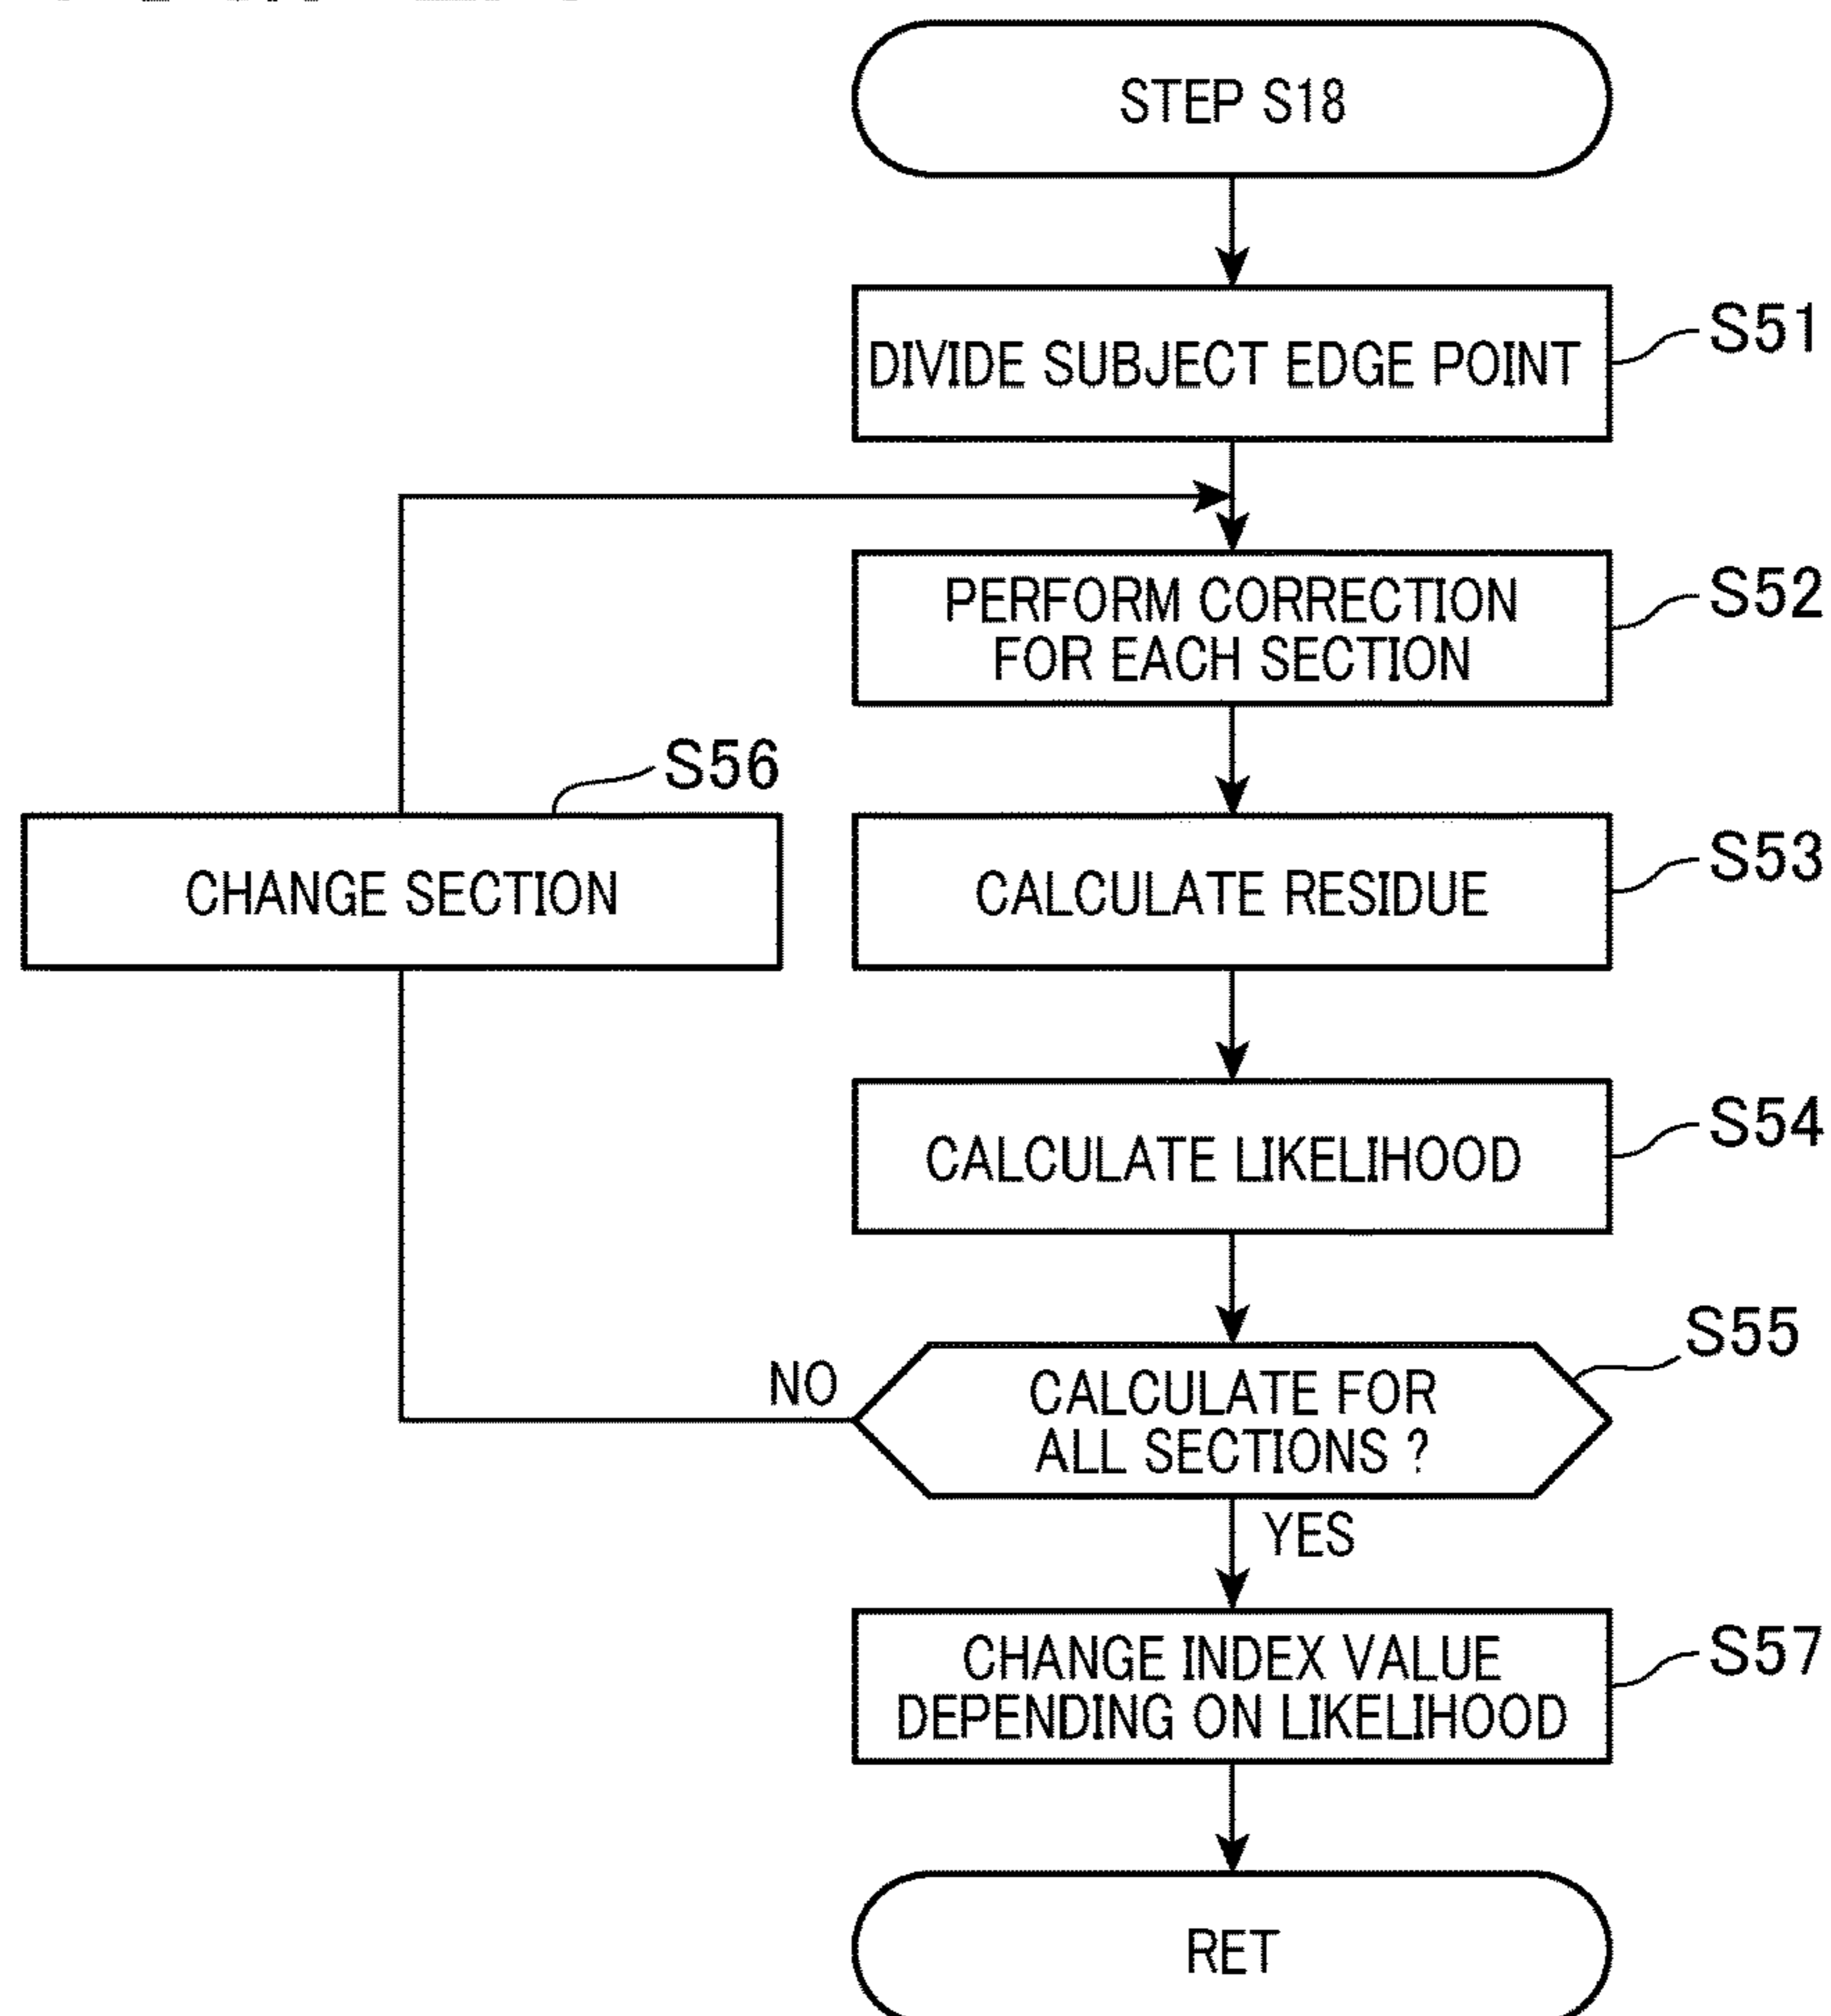 STEP S18
DIVIDE SUBJECT EDGE POINT
S51
PERFORM CORRECTION
FOR EACH SECTION
S52
S56
CHANGE SECTION
CALCULATE RESIDUE
S53
CALCULATE LIKELIHOOD
S54
NO
CALCULATE FOR
ALL SECTIONS ?
S55
YES
CHANGE INDEX VALUE
DEPENDING ON LIKELIHOOD
S57
RET